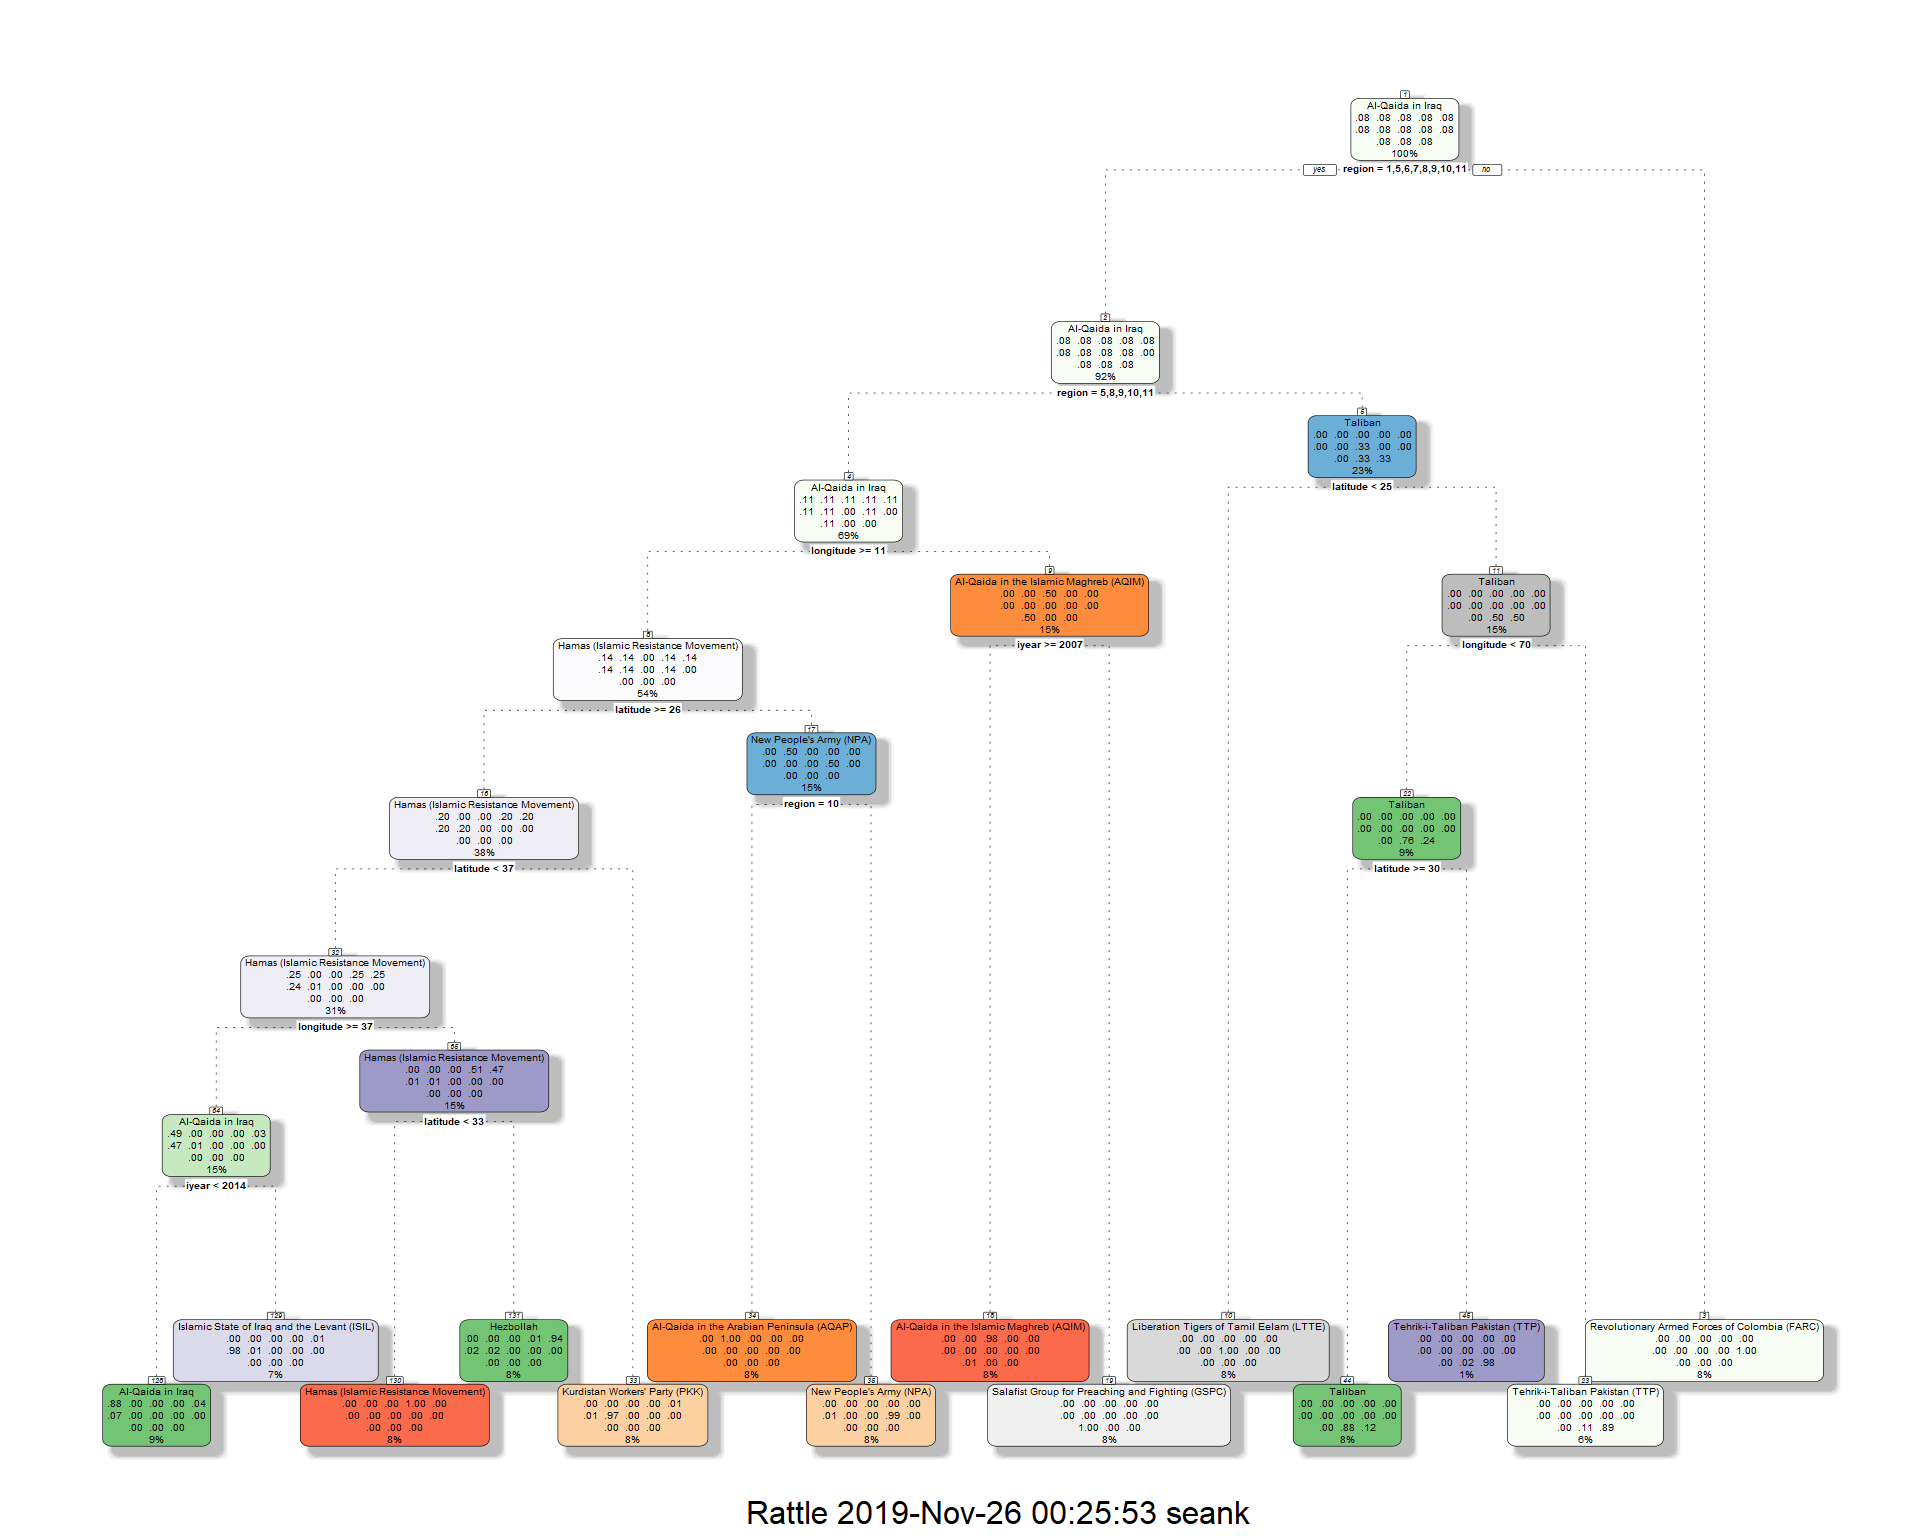 1
Al-Qaida in Iraq
.08 .08 .08 .08 .08
.08 .08 .08 .08 .08
.08 .08 .08
100%
yes region = 1,5,6,7,8,9,10,11 no
2
Al-Qaida in Iraq
.08 .08 .08 .08 .08
.08 .08 .08 .08 .00
.08 .08 .08
92%
region = 5,8,9,10,11
5
Taliban
.00 .00 .00 .00 .00
.00 .00 .33 .00 .00
.00 .33 .33
23%
latitude < 25
4
Al-Qaida in Iraq
.11 .11 .11 .11 .11
.11 .11 .00 .11 .00
.11 .00 .00
69%
longitude >= 11
9
Al-Qaida in the Islamic Maghreb (AQIM)
.00 .00 .50 .00 .00
.00 .00 .00 .00 .00
.50 .00 .00
15%
iyear >= 2007
11
Taliban
.00 .00 .00 .00 .00
.00 .00 .00 .00 .00
.00 .50 .50
15%
longitude < 70
8
Hamas (Islamic Resistance Movement)
.14 .14 .00 .14 .14
.14 .14 .00 .14 .00
.00 .00 .00
54%
latitude >= 26
17
New People's Army (NPA)
.00 .50 .00 .00 .00
.00 .00 .00 .50 .00
.00 .00 .00
15%
region = 10
16
Hamas (Islamic Resistance Movement)
.20 .00 .00 .20 .20
.20 .20 .00 .00 .00
.00 .00 .00
38%
latitude < 37
22
Taliban
.00 .00 .00 .00 .00
.00 .00 .00 .00 .00
.00 .76 .24
9%
latitude >= 30
32
Hamas (Islamic Resistance Movement)
.25 .00 .00 .25 .25
.24 .01 .00 .00 .00
.00 .00 .00
31%
longitude >= 37
65
Hamas (Islamic Resistance Movement)
.00 .00 .00 .51 .47
.01 .01 .00 .00 .00
.00 .00 .00
15%
latitude < 33
64
Al-Qaida in Iraq
.49 .00 .00 .00 .03
.47 .01 .00 .00 .00
.00 .00 .00
15%
iyear < 2014
129
Islamic State of Iraq and the Levant (ISIL)
.00 .00 .00 .00 .01
.98 .01 .00 .00 .00
.00 .00 .00
7%
131
Hezbollah
.00 .00 .00 .01 .94
.02 .02 .00 .00 .00
.00 .00 .00
8%
34
Al-Qaida in the Arabian Peninsula (AQAP)
.00 1.00 .00 .00 .00
.00 .00 .00 .00 .00
.00 .00 .00
8%
18
Al-Qaida in the Islamic Maghreb (AQIM)
.00 .00 .98 .00 .00
.00 .00 .00 .00 .00
.01 .00 .00
8%
10
Liberation Tigers of Tamil Eelam (LTTE)
.00 .00 .00 .00 .00
.00 .00 1.00 .00 .00
.00 .00 .00
8%
45
Tehrik-i-Taliban Pakistan (TTP)
.00 .00 .00 .00 .00
.00 .00 .00 .00 .00
.00 .02 .98
1%
3
Revolutionary Armed Forces of Colombia (FARC)
.00 .00 .00 .00 .00
.00 .00 .00 .00 1.00
.00 .00 .00
8%
128
Al-Qaida in Iraq
.88 .00 .00 .00 .04
.07 .00 .00 .00 .00
.00 .00 .00
9%
130
Hamas (Islamic Resistance Movement)
.00 .00 .00 1.00 .00
.00 .00 .00 .00 .00
.00 .00 .00
8%
33
Kurdistan Workers' Party (PKK)
.00 .00 .00 .00 .01
.01 .97 .00 .00 .00
.00 .00 .00
8%
35
New People's Army (NPA)
.00 .00 .00 .00 .00
.01 .00 .00 .99 .00
.00 .00 .00
8%
19
Salafist Group for Preaching and Fighting (GSPC)
.00 .00 .00 .00 .00
.00 .00 .00 .00 .00
1.00 .00 .00
8%
44
Taliban
.00 .00 .00 .00 .00
.00 .00 .00 .00 .00
.00 .88 .12
8%
23
Tehrik-i-Taliban Pakistan (TTP)
.00 .00 .00 .00 .00
.00 .00 .00 .00 .00
.00 .11 .89
6%
Rattle 2019-Nov-26 00:25:53 seank